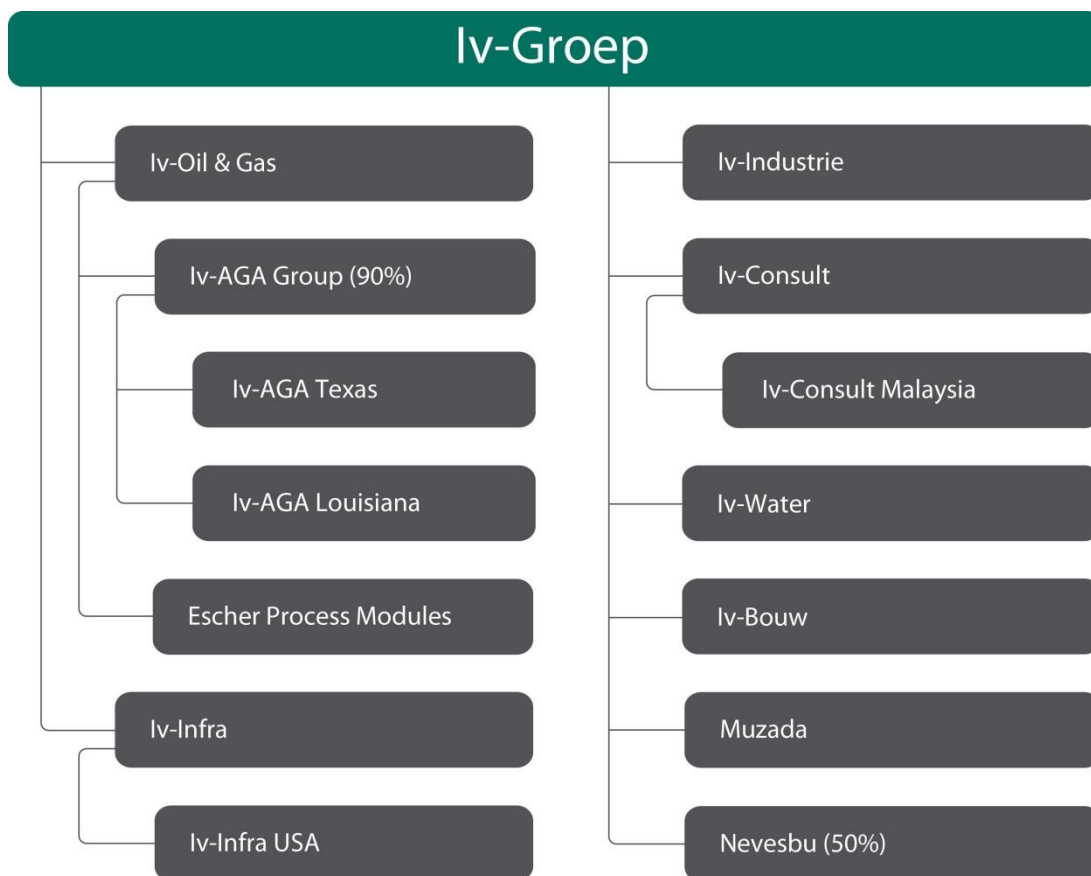 Iv-Groep
Iv-Oil & Gas
Iv-AGA Group (90%)
Iv-AGA Texas
Iv-AGA Louisiana
Escher Process Modules
Iv-Infra
Iv-Infra USA
Iv-Industrie
Iv-Consult
Iv-Consult Malaysia
Iv-Water
Iv-Bouw
Muzada
Nevesbu (50%)